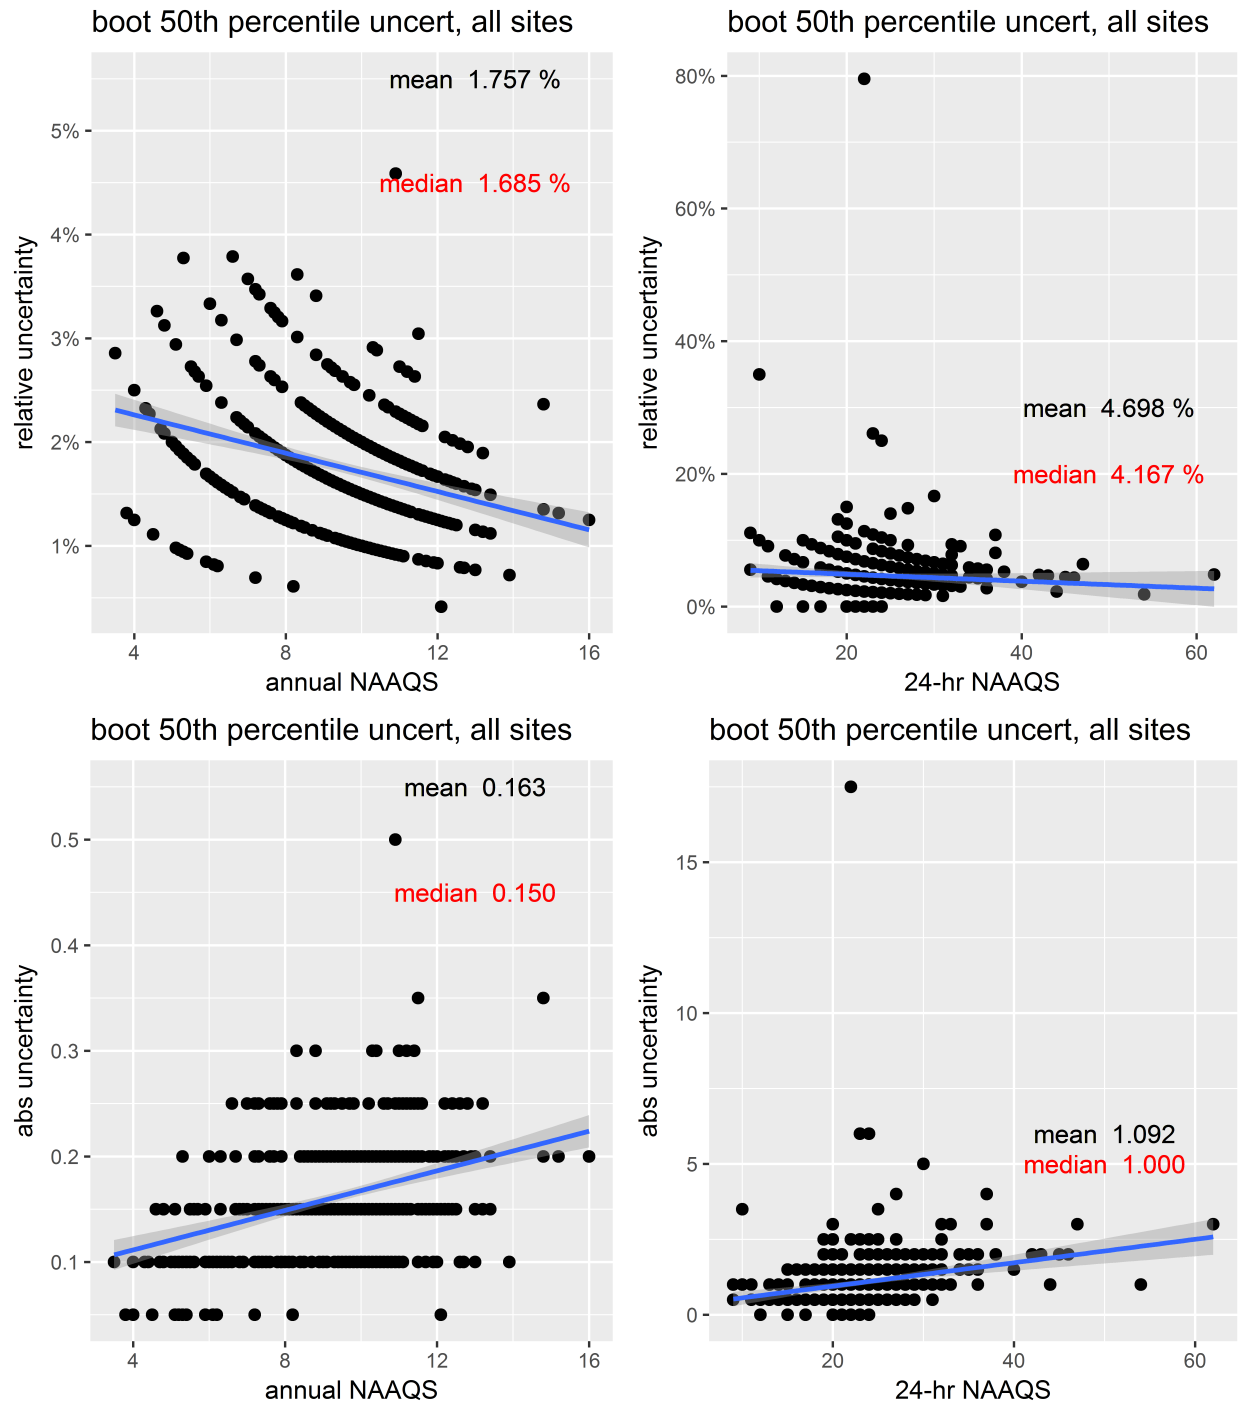 boot 50th percentile uncert, all sites
mean 1.757 %
5%
median 1.685 %
4%
3%
2%
1%
relative uncertainty
4 8 12 16
annual NAAQS
boot 50th percentile uncert, all sites
80%
60%
40%
mean 4.698 %
20%
median 4.167 %
0%
relative uncertainty
20 40 60
24-hr NAAQS
boot 50th percentile uncert, all sites
mean 0.163
0.5
median 0.150
0.4
0.3
0.2
0.1
abs uncertainty
4 8 12 16
annual NAAQS
boot 50th percentile uncert, all sites
15
10
mean 1.092
5
median 1.000
0
abs uncertainty
20 40 60
24-hr NAAQS